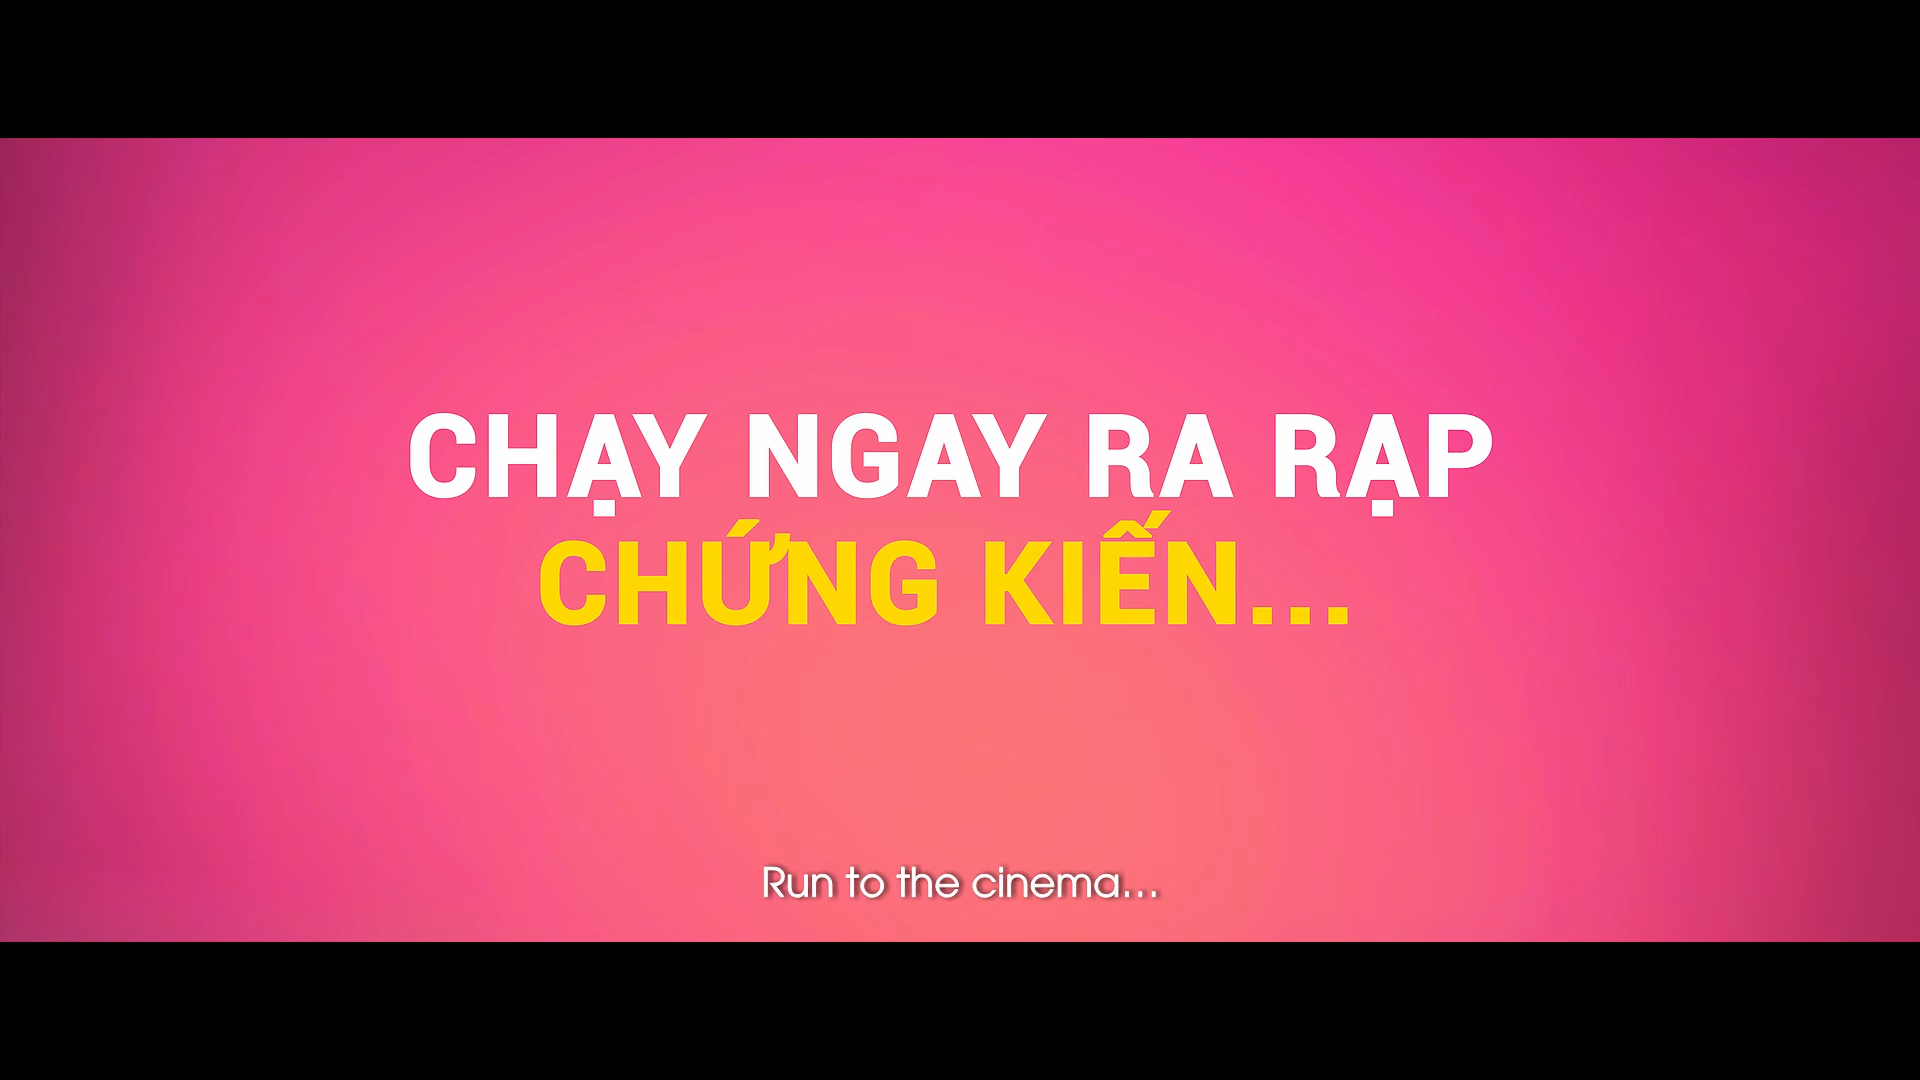 CHẠY NGAY RA RẠP
CHỨNG KIẾN...
Run to the cinema...